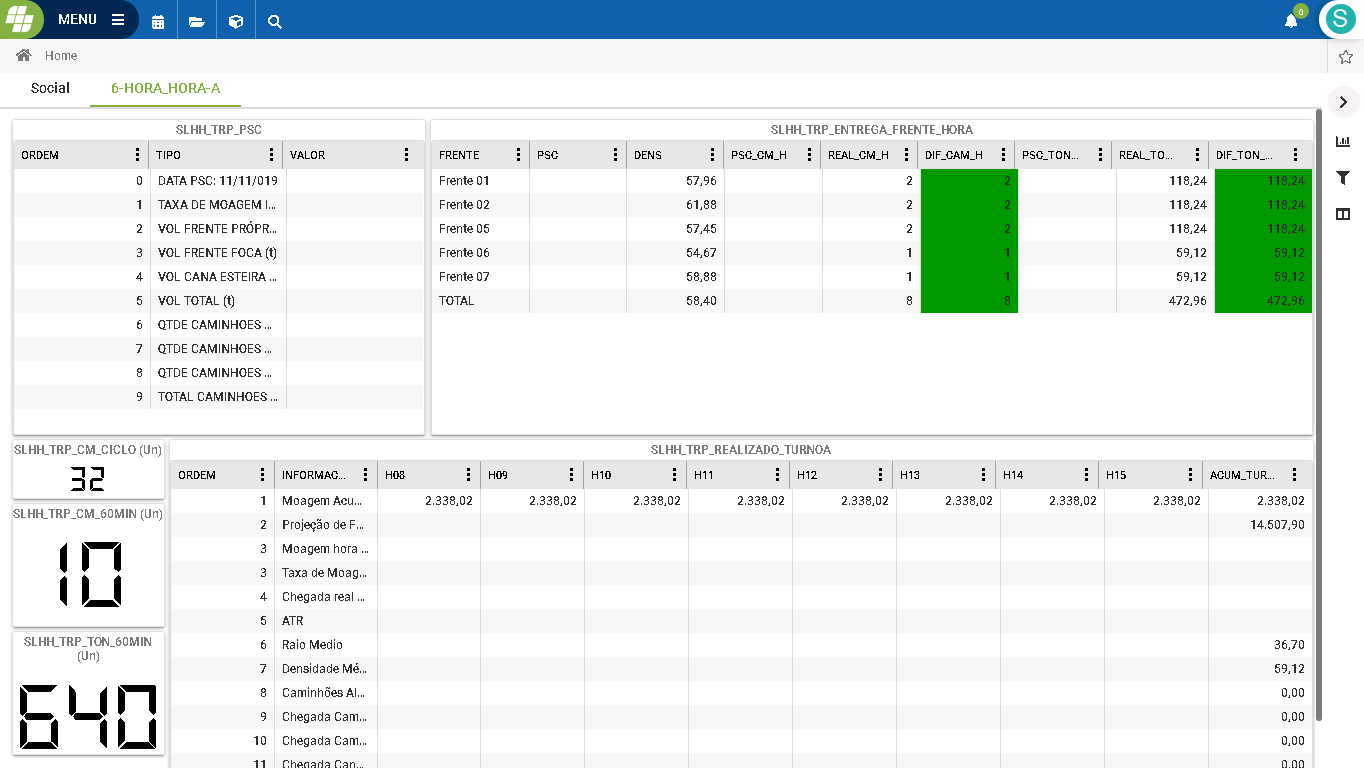 MENU
0
S
Home
Social 6-HORA_HORA-A
SLHH_TRP_PSC
ORDEM TIPO VALOR
0 DATA PSC: 11/11/019
1 TAXA DE MOAGEM I...
2 VOL FRENTE PRÓPR...
3 VOL FRENTE FOCA (t)
4 VOL CANA ESTEIRA ...
5 VOL TOTAL (t)
6 QTDE CAMINHOES ...
7 QTDE CAMINHOES ...
8 QTDE CAMINHOES ...
9 TOTAL CAMINHOES ...
SLHH_TRP_ENTREGA_FRENTE_HORA
FRENTE PSC DENS PSC_CM_H REAL_CM_H DIF_CAM_H PSC_TON... REAL_TO... DIF_TON_...
Frente 01 57,96 2 2 118,24 118,24
Frente 02 61,88 2 2 118,24 118,24
Frente 05 57,45 2 2 118,24 118,24
Frente 06 54,67 1 1 59,12 59,12
Frente 07 58,88 1 1 59,12 59,12
TOTAL 58,40 8 8 472,96 472,96
SLHH_TRP_CM_CICLO (Un)
32
SLHH_TRP_CM_60MIN (Un)
10
SLHH_TRP_TON_60MIN
(Un)
640
SLHH_TRP_REALIZADO_TURNOA
ORDEM INFORMAC... H08 H09 H10 H11 H12 H13 H14 H15 ACUM_TUR...
1 Moagem Acu... 2.338,02 2.338,02 2.338,02 2.338,02 2.338,02 2.338,02 2.338,02 2.338,02 2.338,02
2 Projeção de F... 14.507,90
3 Moagem hora ...
3 Taxa de Moag...
4 Chegada real ...
5 ATR
6 Raio Medio 36,70
7 Densidade Mé... 59,12
8 Caminhões Al... 0,00
9 Chegada Cam... 0,00
10 Chegada Cam... 0,00
11 Chegada Can... 0,00